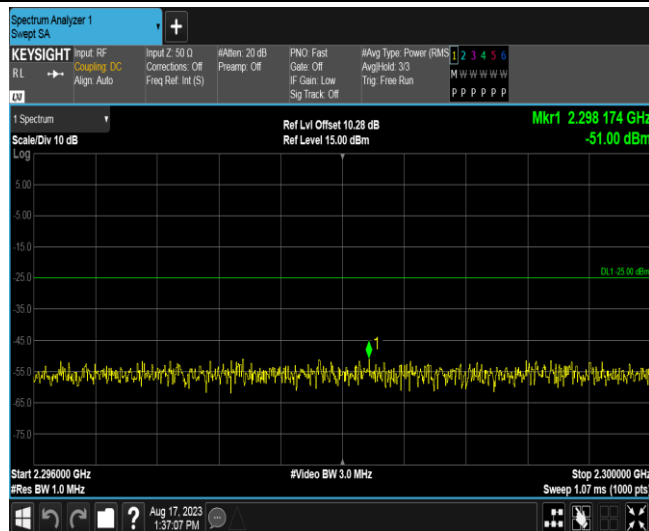 Spectrum Analyzer 1
Swept SA
+
KEYSIGHT Input: RF Input Z: 50 Ω #Atten: 20 dB PNO: Fast #Avg Type: Power (RMS 1 2 3 4 5 6
RL Coupling: DC Corrections: Off Preamp: Off Gate: Off Avg|Hold: 3/3 M W W W W W
Align: Auto Freq Ref: Int (S) IF Gain: Low Trig: Free Run
LXI Sig Track: Off P P P P P P
1 Spectrum Ref Lvl Offset 10.28 dB Mkr1 2.298 174 GHz
Scale/Div 10 dB Ref Level 15.00 dBm -51.00 dBm
Log
5.00
-5.00
-15.0
-25.0 DL1 -25.00 dBm
-35.0
-45.0
1
-55.0
-65.0
-75.0
Start 2.296000 GHz #Video BW 3.0 MHz Stop 2.300000 GHz
#Res BW 1.0 MHz Sweep 1.07 ms (1000 pts)
? Aug 17, 2023
1:37:07 PM